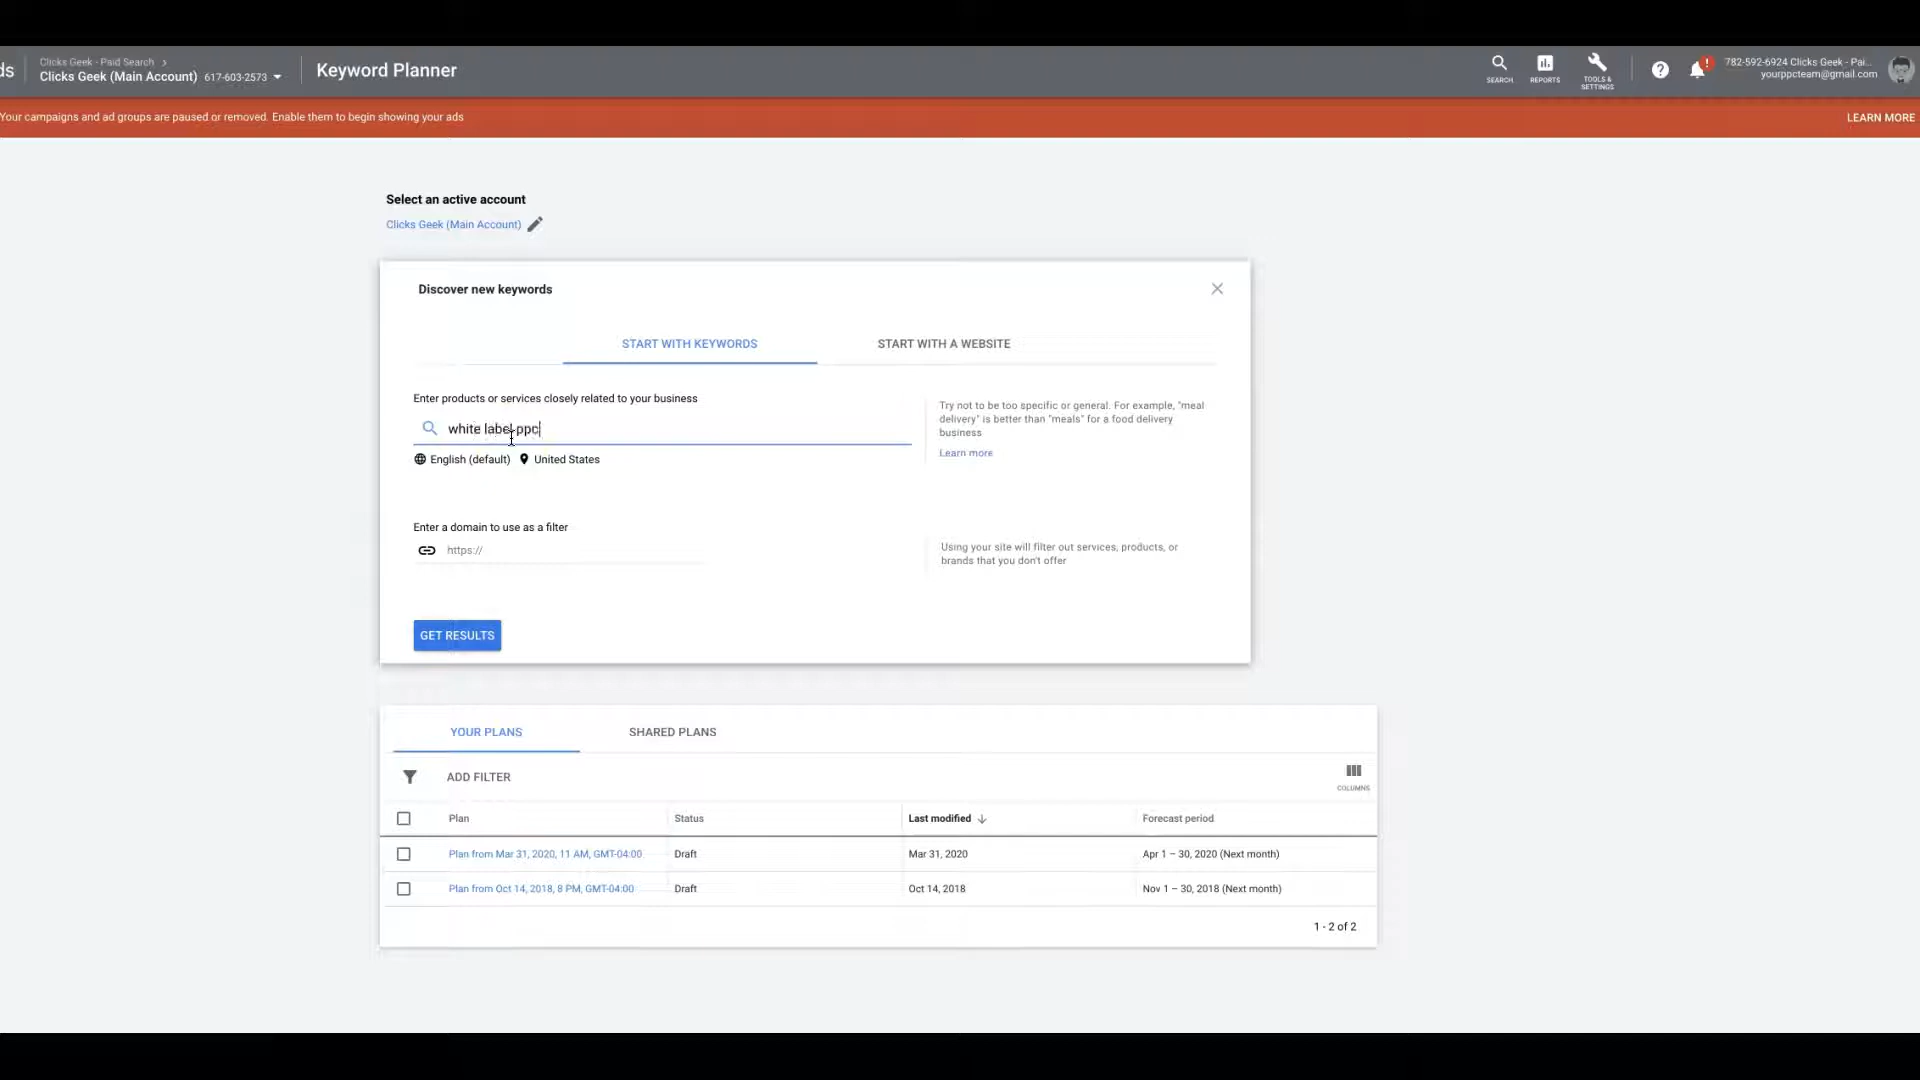 ds
Clicks Geek - Paid Search >
Clicks Geek (Main Account) 617-603-2573
Keyword Planner
SEARCH
REPORTS
TOOLS &
SETTINGS
!
782-592-6924 Clicks Geek - Pai...
yourppcteam@gmail.com
Your campaigns and ad groups are paused or removed. Enable them to begin showing your ads
LEARN MORE
Select an active account
Clicks Geek (Main Account)
Discover new keywords
START WITH KEYWORDS
START WITH A WEBSITE
Enter products or services closely related to your business
white label ppc
English (default) United States
Try not to be too specific or general. For example, "meal
delivery" is better than "meals" for a food delivery
business
Learn more
Enter a domain to use as a filter
https://
Using your site will filter out services, products, or
brands that you don't offer
GET RESULTS
YOUR PLANS
SHARED PLANS
ADD FILTER
COLUMNS
Plan Status Last modified Forecast period
Plan from Mar 31, 2020, 11 AM, GMT-04:00 Draft Mar 31, 2020 Apr 1 – 30, 2020 (Next month)
Plan from Oct 14, 2018, 8 PM, GMT-04:00 Draft Oct 14, 2018 Nov 1 – 30, 2018 (Next month)
1 - 2 of 2